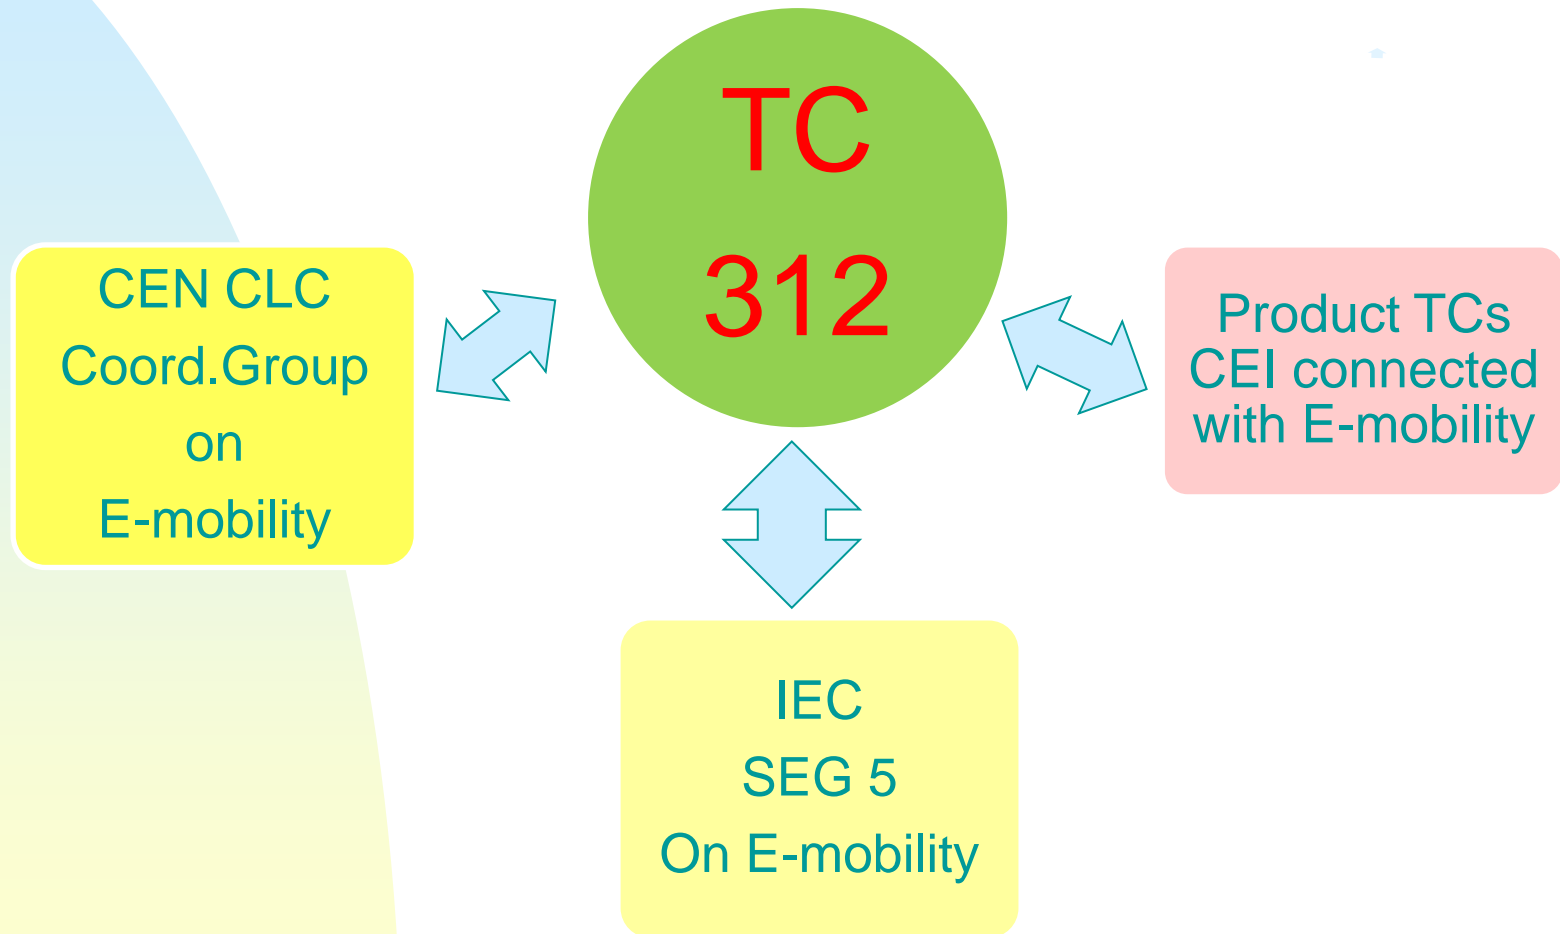 TC
312
CEN CLC
Coord.Group
on
E-mobility
Product TCs
CEI connected
with E-mobility
IEC
SEG 5
On E-mobility